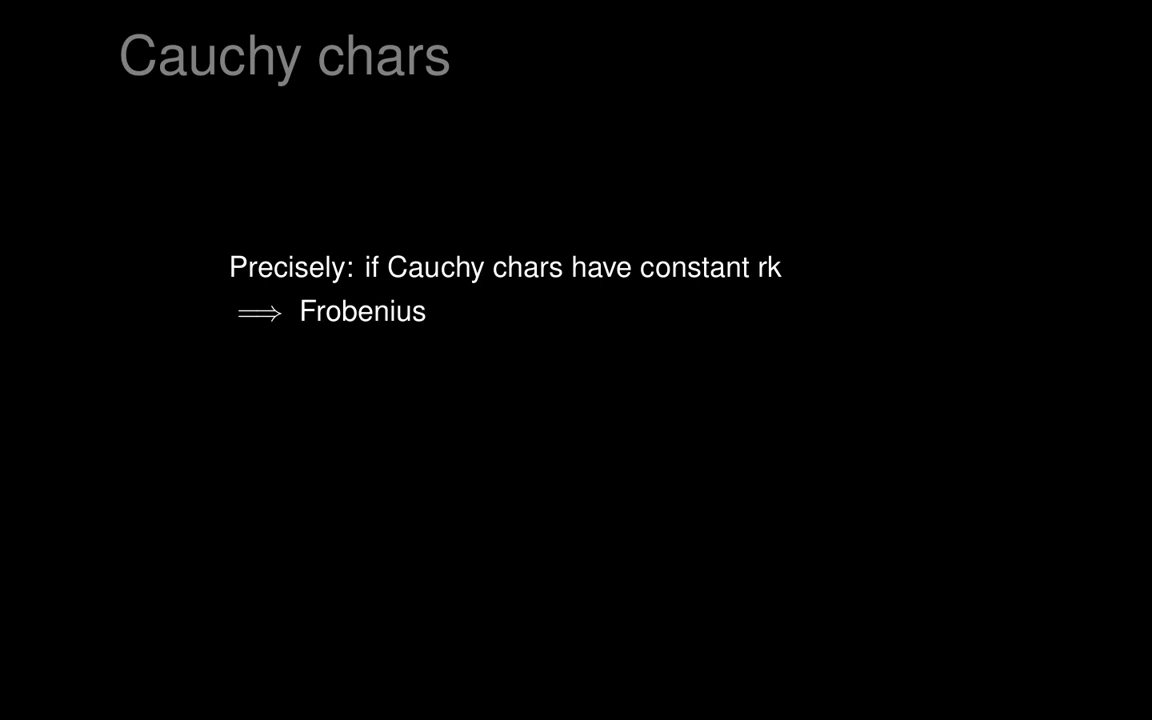 Cauchy chars
Precisely: if Cauchy chars have constant rk
⟹ Frobenius